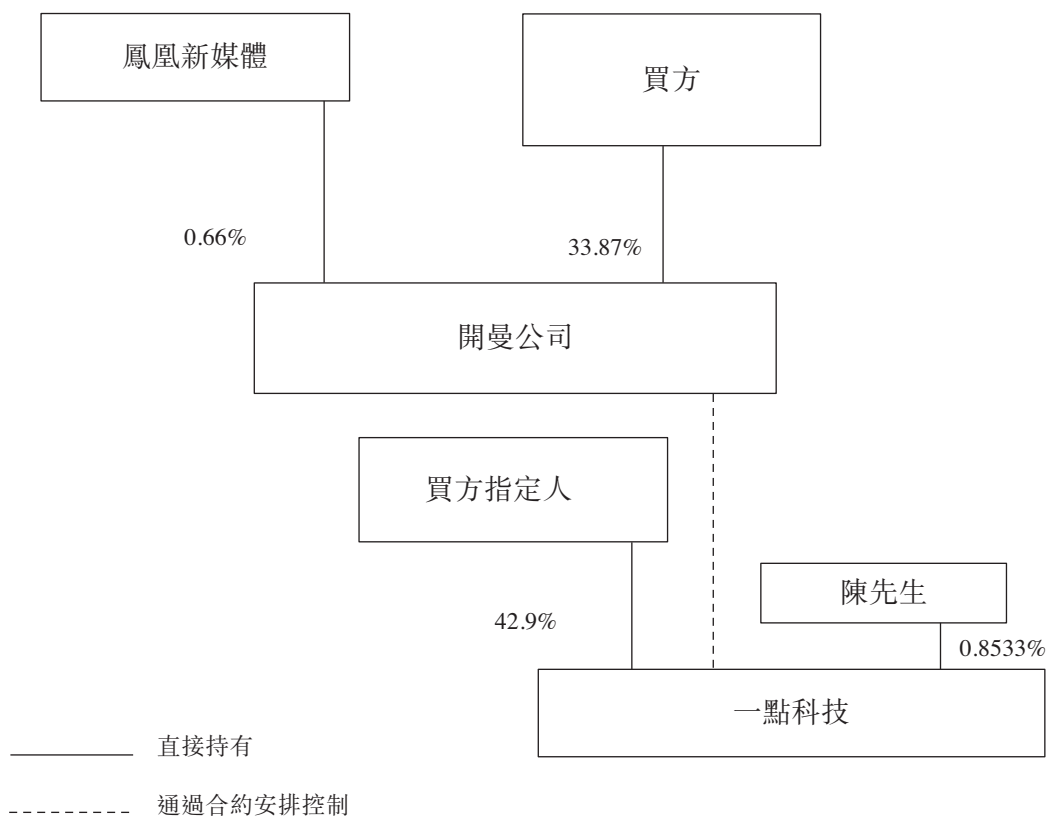 鳳凰新媒體
買方
0.66%
33.87%
開曼公司
買方指定人
陳先生
42.9%
0.8533%
一點科技
直接持有
通過合約安排控制